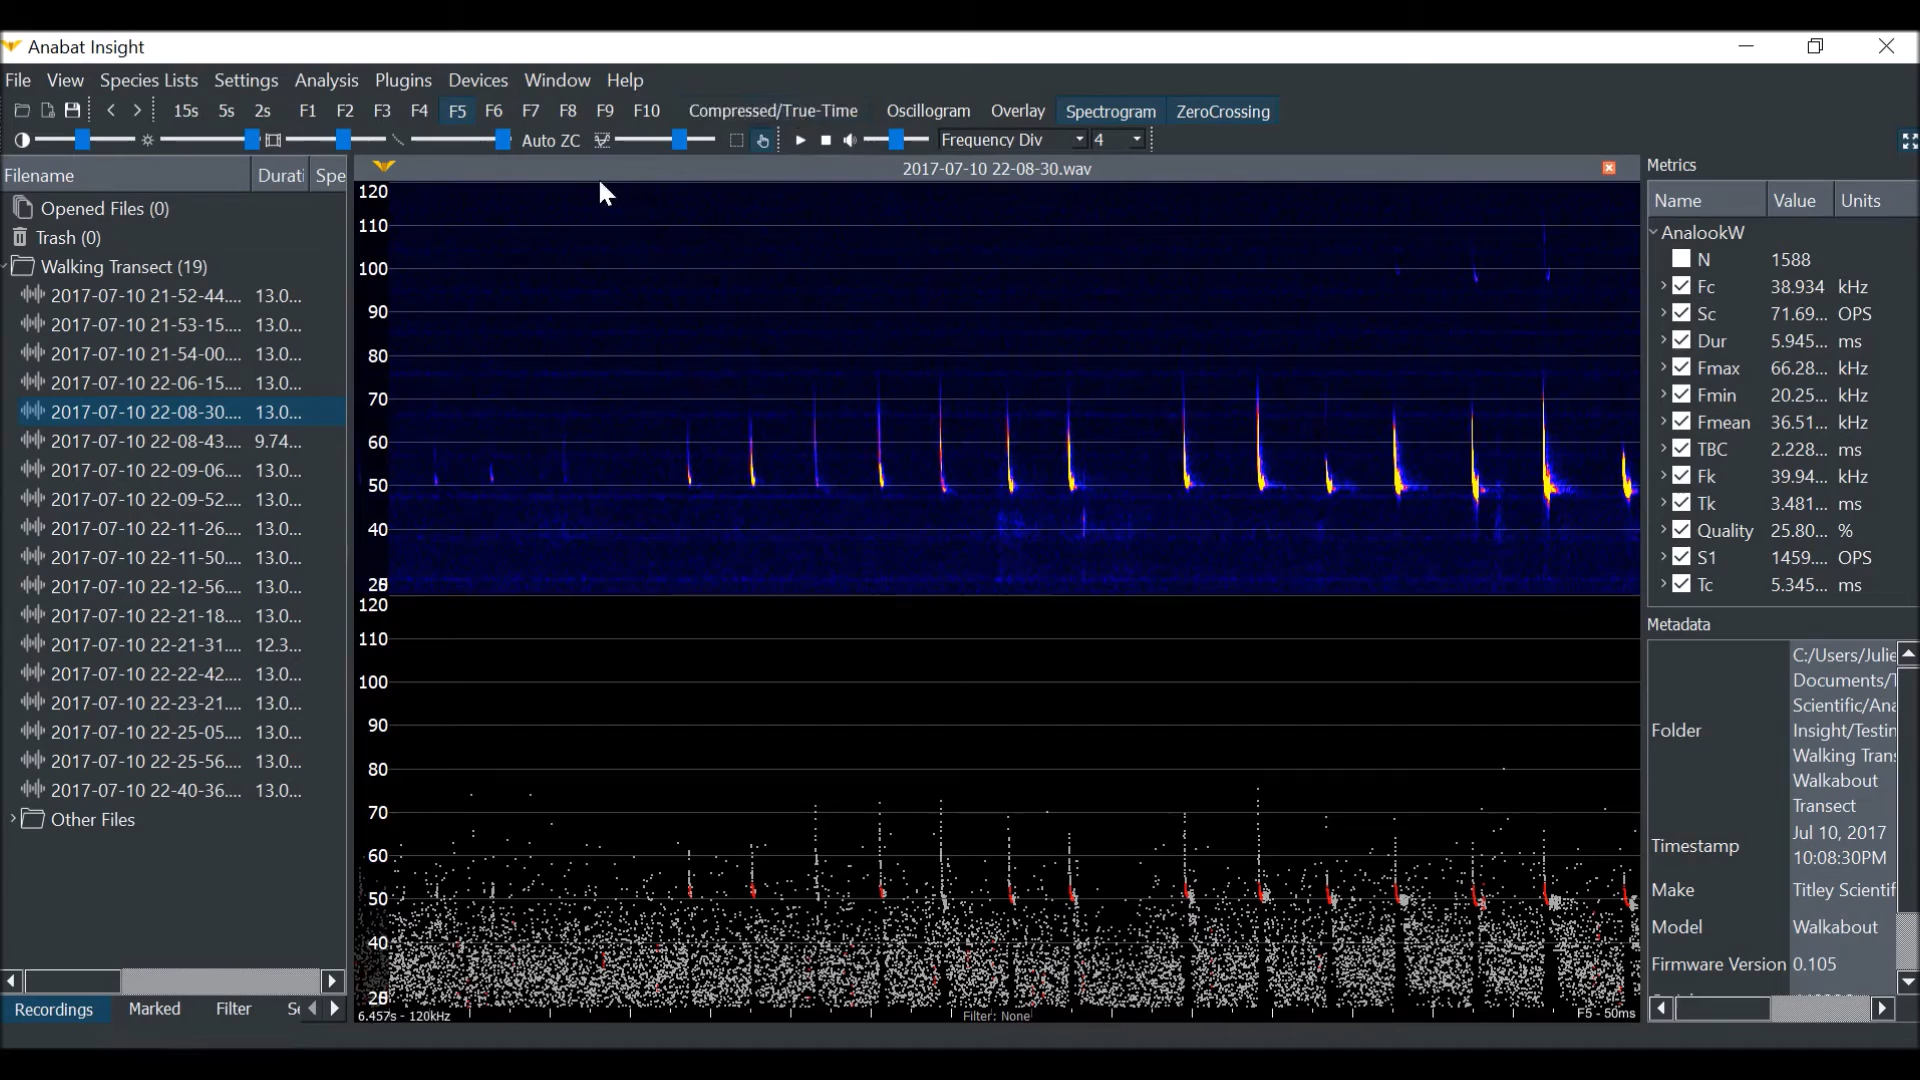 Anabat Insight
File View Species Lists Settings Analysis Plugins Devices Window Help
15s 5s 2s F1 F2 F3 F4 F5 F6 F7 F8 F9 F10 Compressed/True-Time Oscillogram Overlay Spectrogram ZeroCrossing
Auto ZC Frequency Div 4
Filename Durati Spe
Opened Files (0)
Trash (0)
Walking Transect (19)
2017-07-10 21-52-44.... 13.0...
2017-07-10 21-53-15.... 13.0...
2017-07-10 21-54-00.... 13.0...
2017-07-10 22-06-15.... 13.0...
2017-07-10 22-08-30.... 13.0...
2017-07-10 22-08-43.... 9.74...
2017-07-10 22-09-06.... 13.0...
2017-07-10 22-09-52.... 13.0...
2017-07-10 22-11-26.... 13.0...
2017-07-10 22-11-50.... 13.0...
2017-07-10 22-12-56.... 13.0...
2017-07-10 22-21-18.... 13.0...
2017-07-10 22-21-31.... 12.3...
2017-07-10 22-22-42.... 13.0...
2017-07-10 22-23-21.... 13.0...
2017-07-10 22-25-05.... 13.0...
2017-07-10 22-25-56.... 13.0...
2017-07-10 22-40-36.... 13.0...
Other Files
Recordings Marked Filter
2017-07-10 22-08-30.wav
120
110
100
90
80
70
60
50
40
120
110
100
90
80
70
60
50
40
6.457s - 120kHz Filter: None F5 - 50ms
Metrics
Name Value Units
AnalookW
N 1588
Fc 38.934 kHz
Sc 71.69... OPS
Dur 5.945... ms
Fmax 66.28... kHz
Fmin 20.25... kHz
Fmean 36.51... kHz
TBC 2.228... ms
Fk 39.94... kHz
Tk 3.481... ms
Quality 25.80... %
S1 1459.... OPS
Tc 5.345... ms
Metadata
Folder
C:/Users/Julie
Documents/T
Scientific/Ana
Insight/Testin
Walking Trans
Walkabout
Transect
Timestamp
Jul 10, 2017
10:08:30PM
Make Titley Scientif
Model Walkabout
Firmware Version 0.105